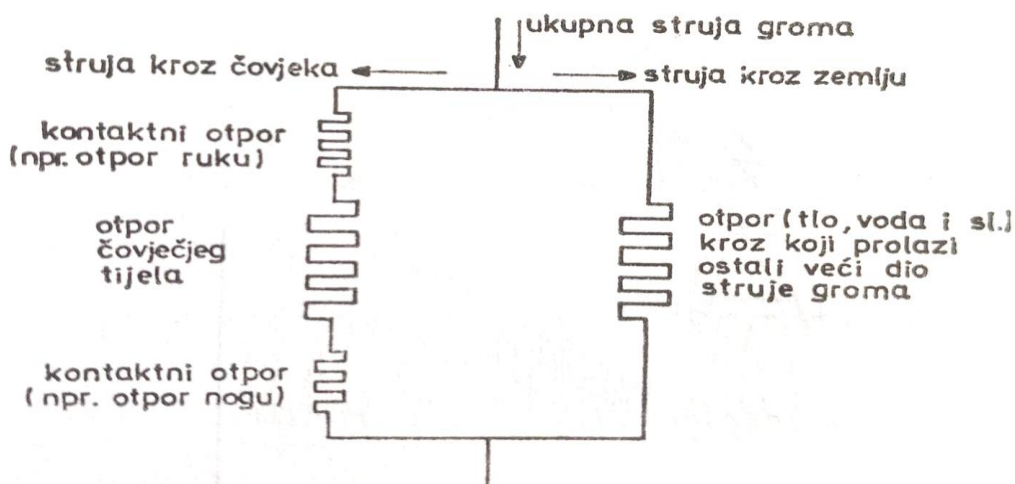 ukupna struja groma
struja kroz čovjeka
struja kroz zemlju
kontaktni otpor
(npr. otpor ruku)
otpor
čovječjeg
tijela
otpor (tlo, voda i sl.)
kroz koji prolazi
ostali veći dio
struje groma
kontaktni otpor
(npr. otpor nogu)